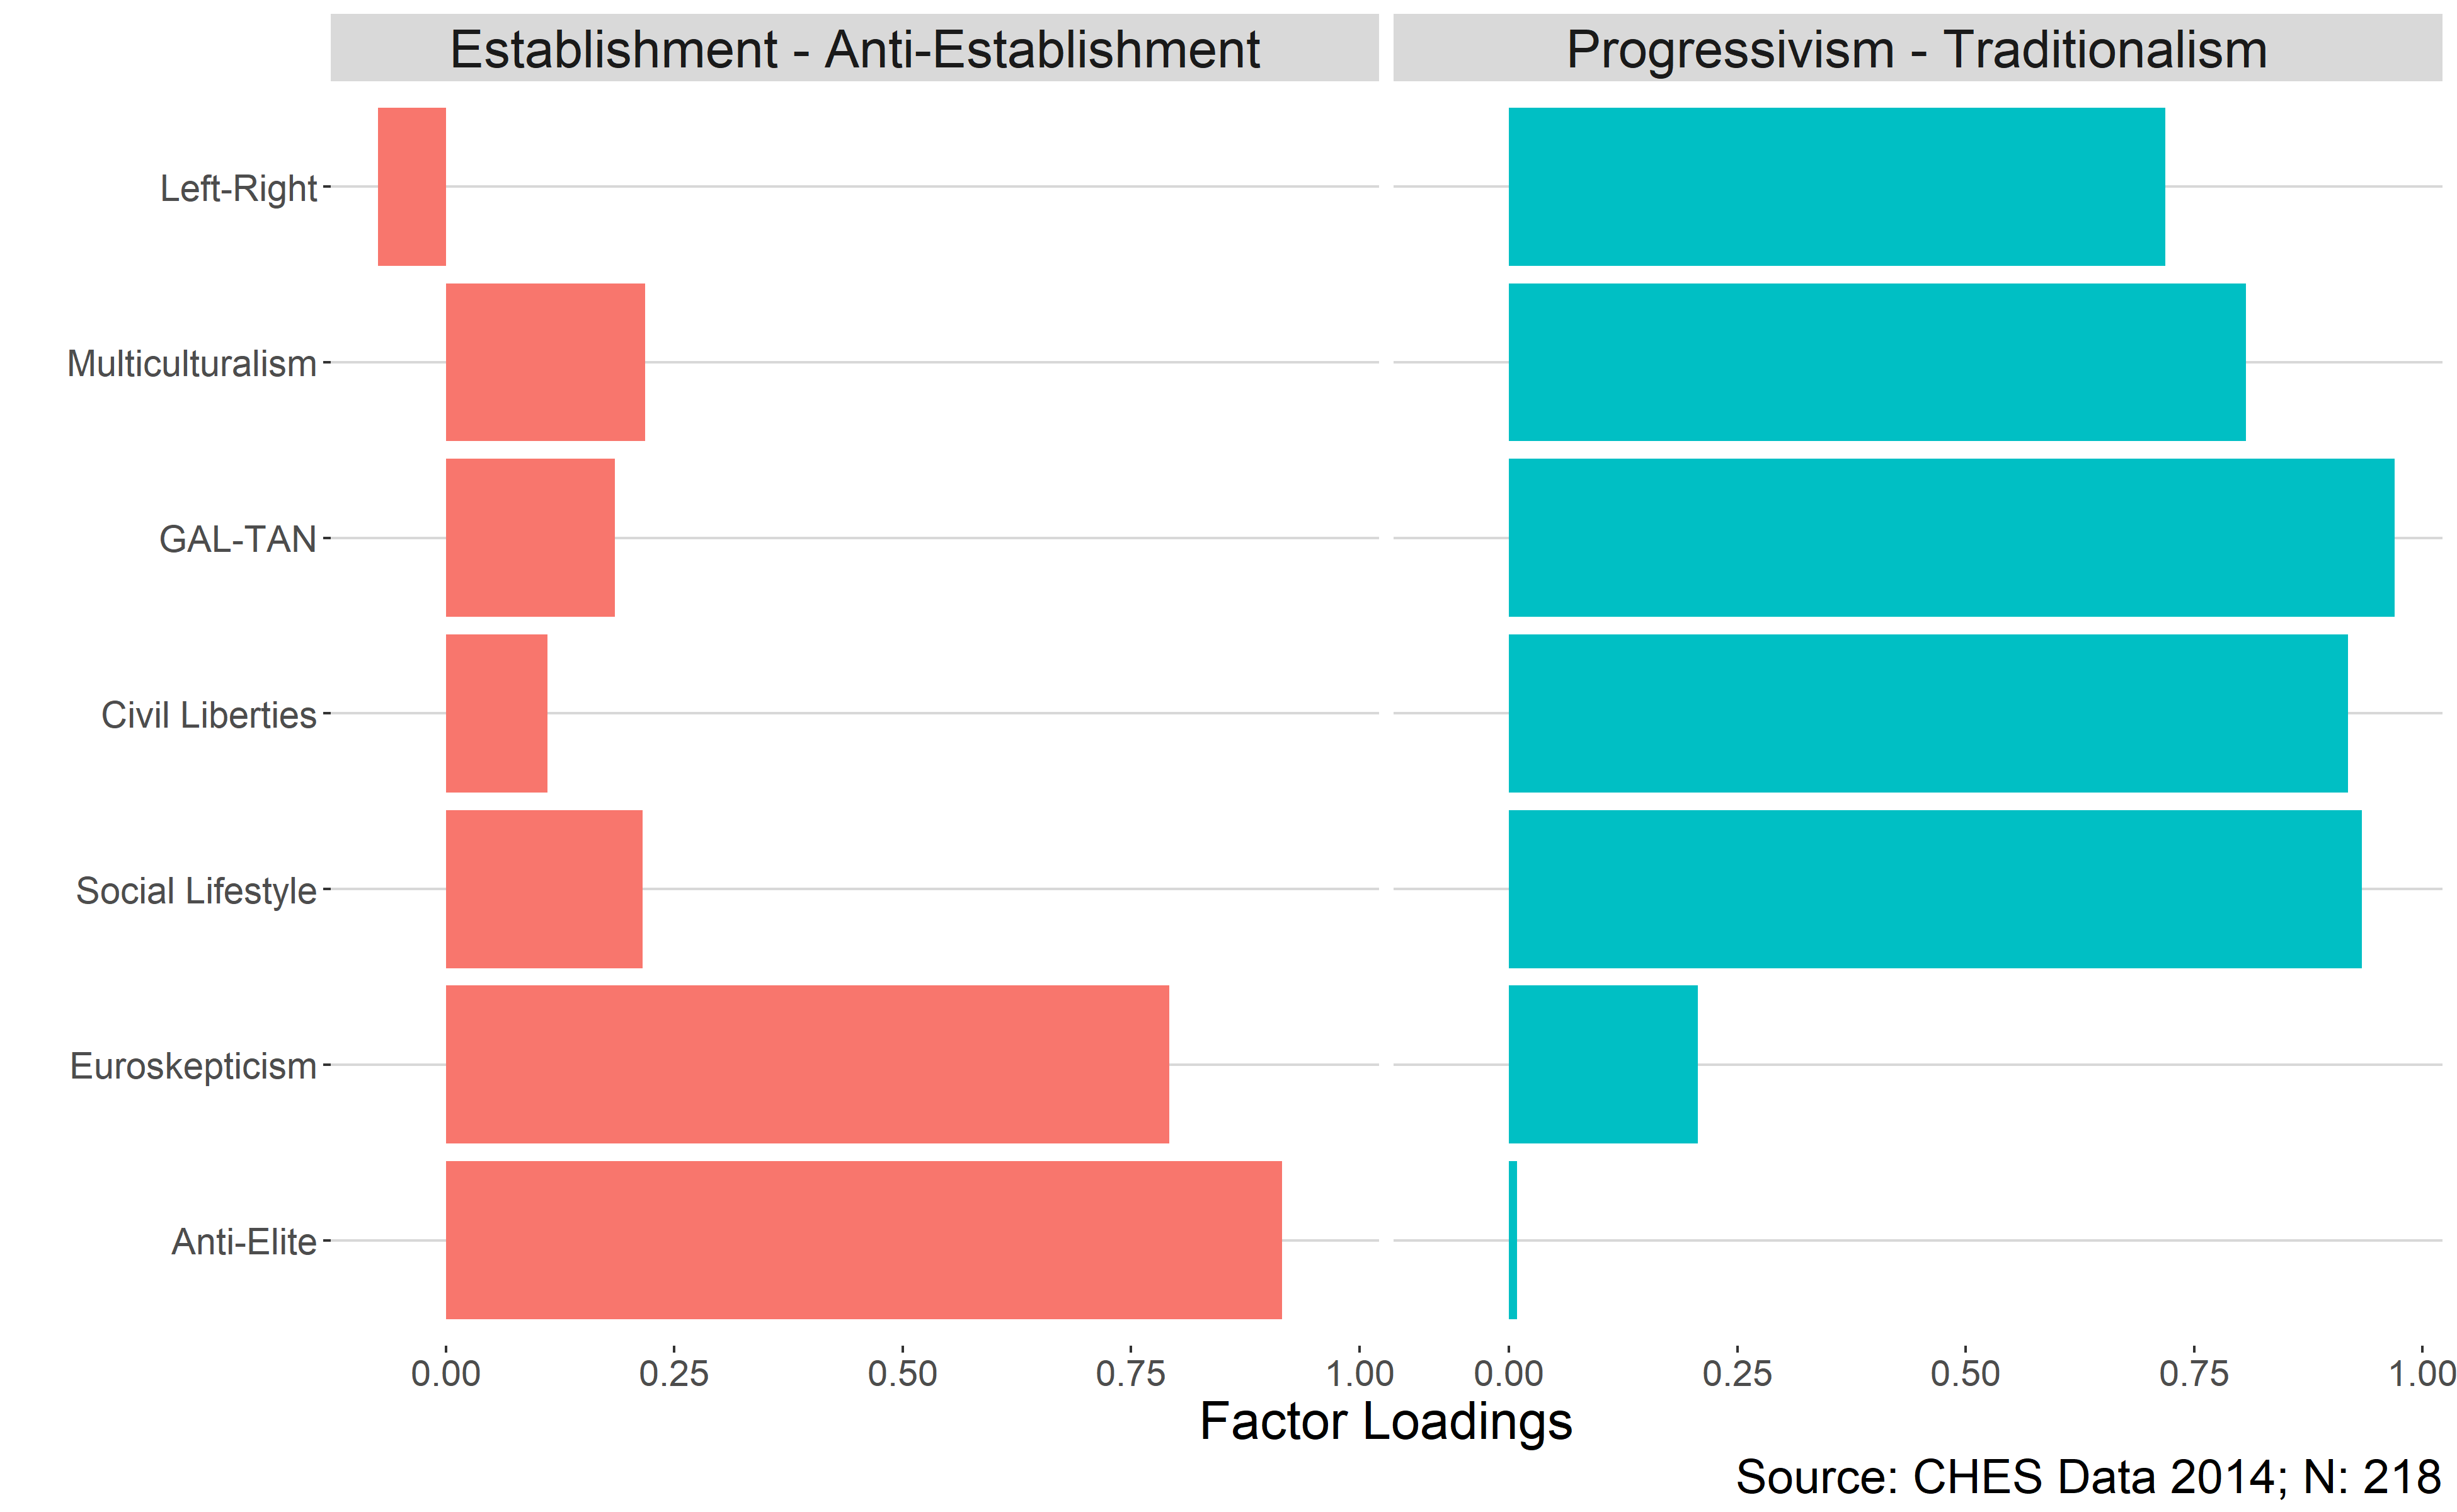 Establishment - Anti-Establishment
Progressivism - Traditionalism
Left-Right
Multiculturalism
GAL-TAN
Civil Liberties
Social Lifestyle
Euroskepticism
Anti-Elite
0.00 0.25 0.50 0.75 1.00
0.00 0.25 0.50 0.75 1.00
Factor Loadings
Source: CHES Data 2014; N: 218